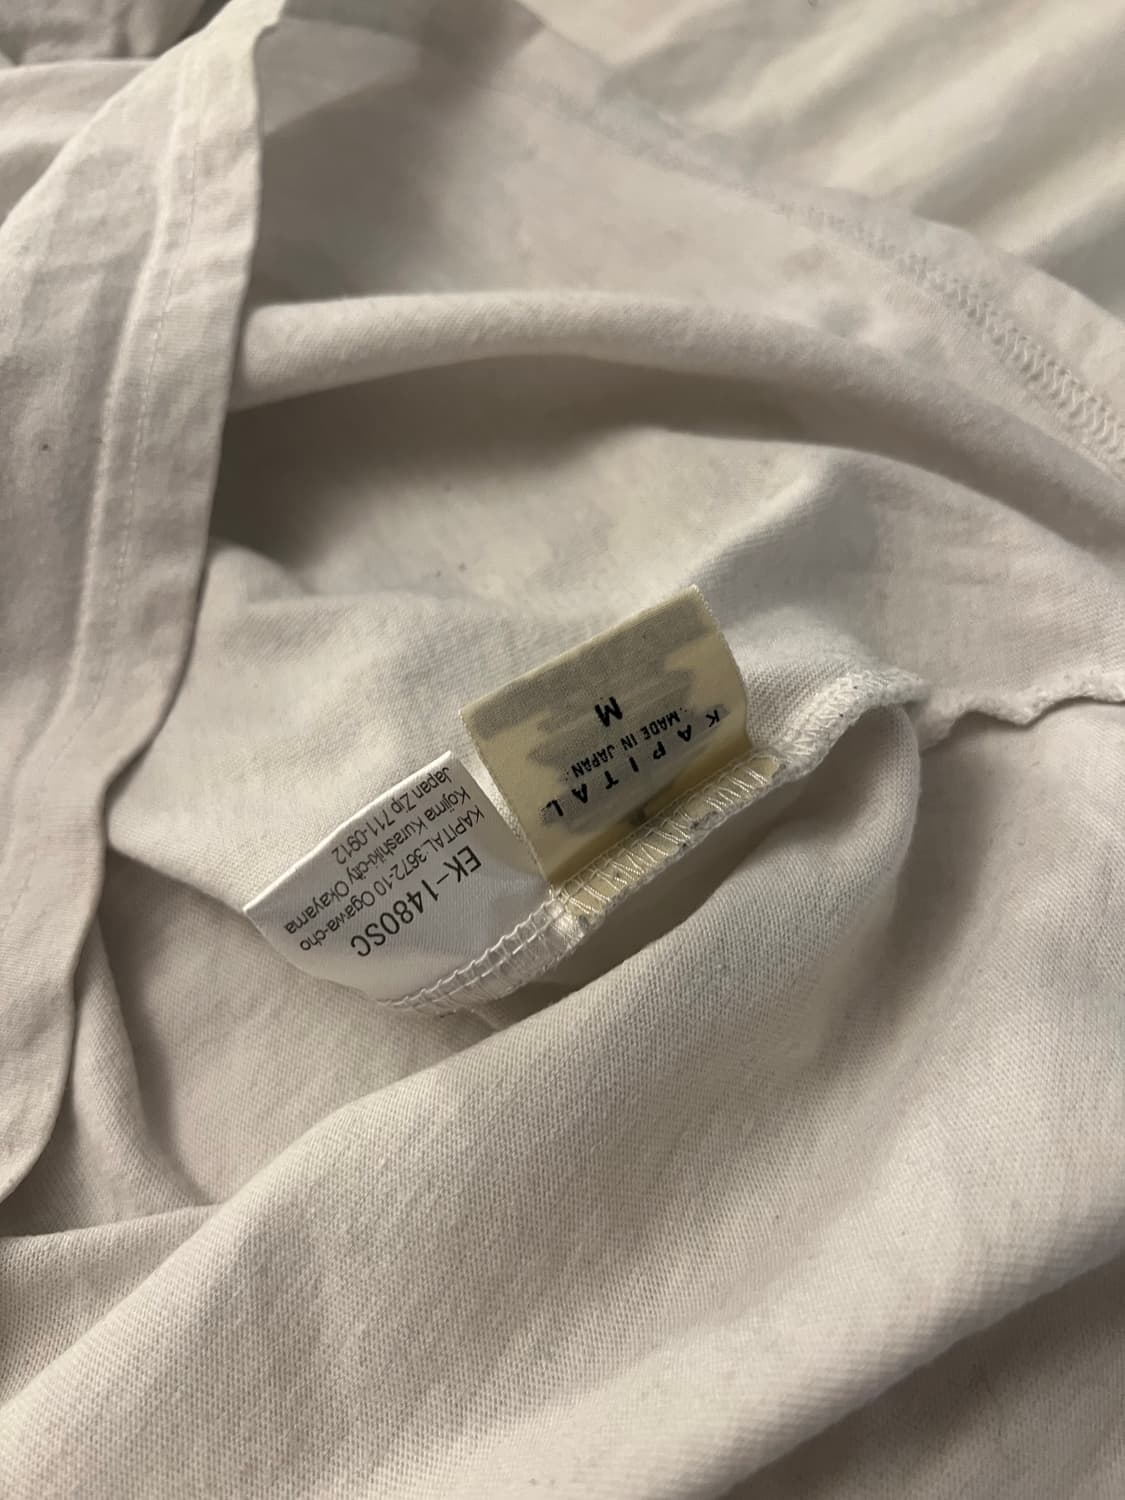 KAPITAL
·MADE IN JAPAN·
M
EK-1480SC
KAPITAL 3672-10 Ogawa-cho
Kojima Kurashiki-city Okayama
Japan Zip 711-0912